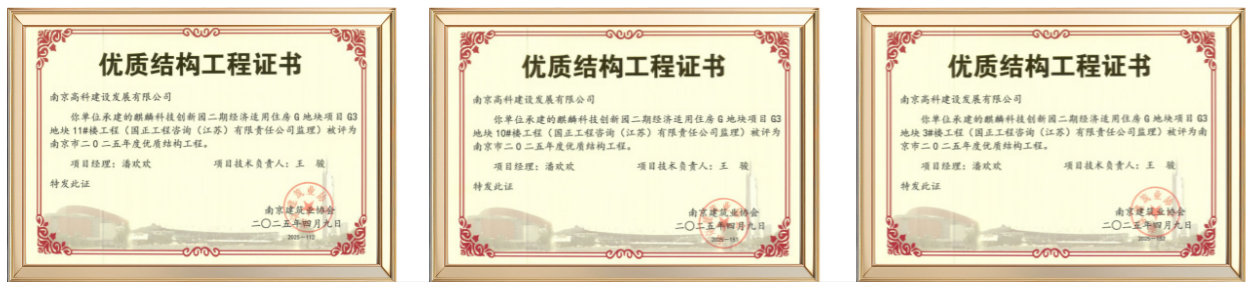 优质结构工程证书
南京高科建设发展有限公司
你单位承建的麒麟科技创新园二期经济适用住房 G 地块项目 G3
地块 11#楼工程（国正工程咨询（江苏）有限责任公司监理）被评为
南京市二 0 二五年度优质结构工程。
项目经理：潘欢欢 项目技术负责人：王 骏
特发此证
南京建筑业协会
二〇二五年四月九日
优质结构工程证书
南京高科建设发展有限公司
你单位承建的麒麟科技创新园二期经济适用住房 G 地块项目 G3
地块 10#楼工程（国正工程咨询（江苏）有限责任公司监理）被评为
南京市二 0 二五年度优质结构工程。
项目经理：潘欢欢 项目技术负责人：王 骏
特发此证
南京建筑业协会
二〇二五年四月九日
优质结构工程证书
南京高科建设发展有限公司
你单位承建的麒麟科技创新园二期经济适用住房 G 地块项目 G3
地块 3#楼工程（国正工程咨询（江苏）有限责任公司监理）被评为南
京市二 0 二五年度优质结构工程。
项目经理：潘欢欢 项目技术负责人：王 骏
特发此证
南京建筑业协会
二〇二五年四月九日